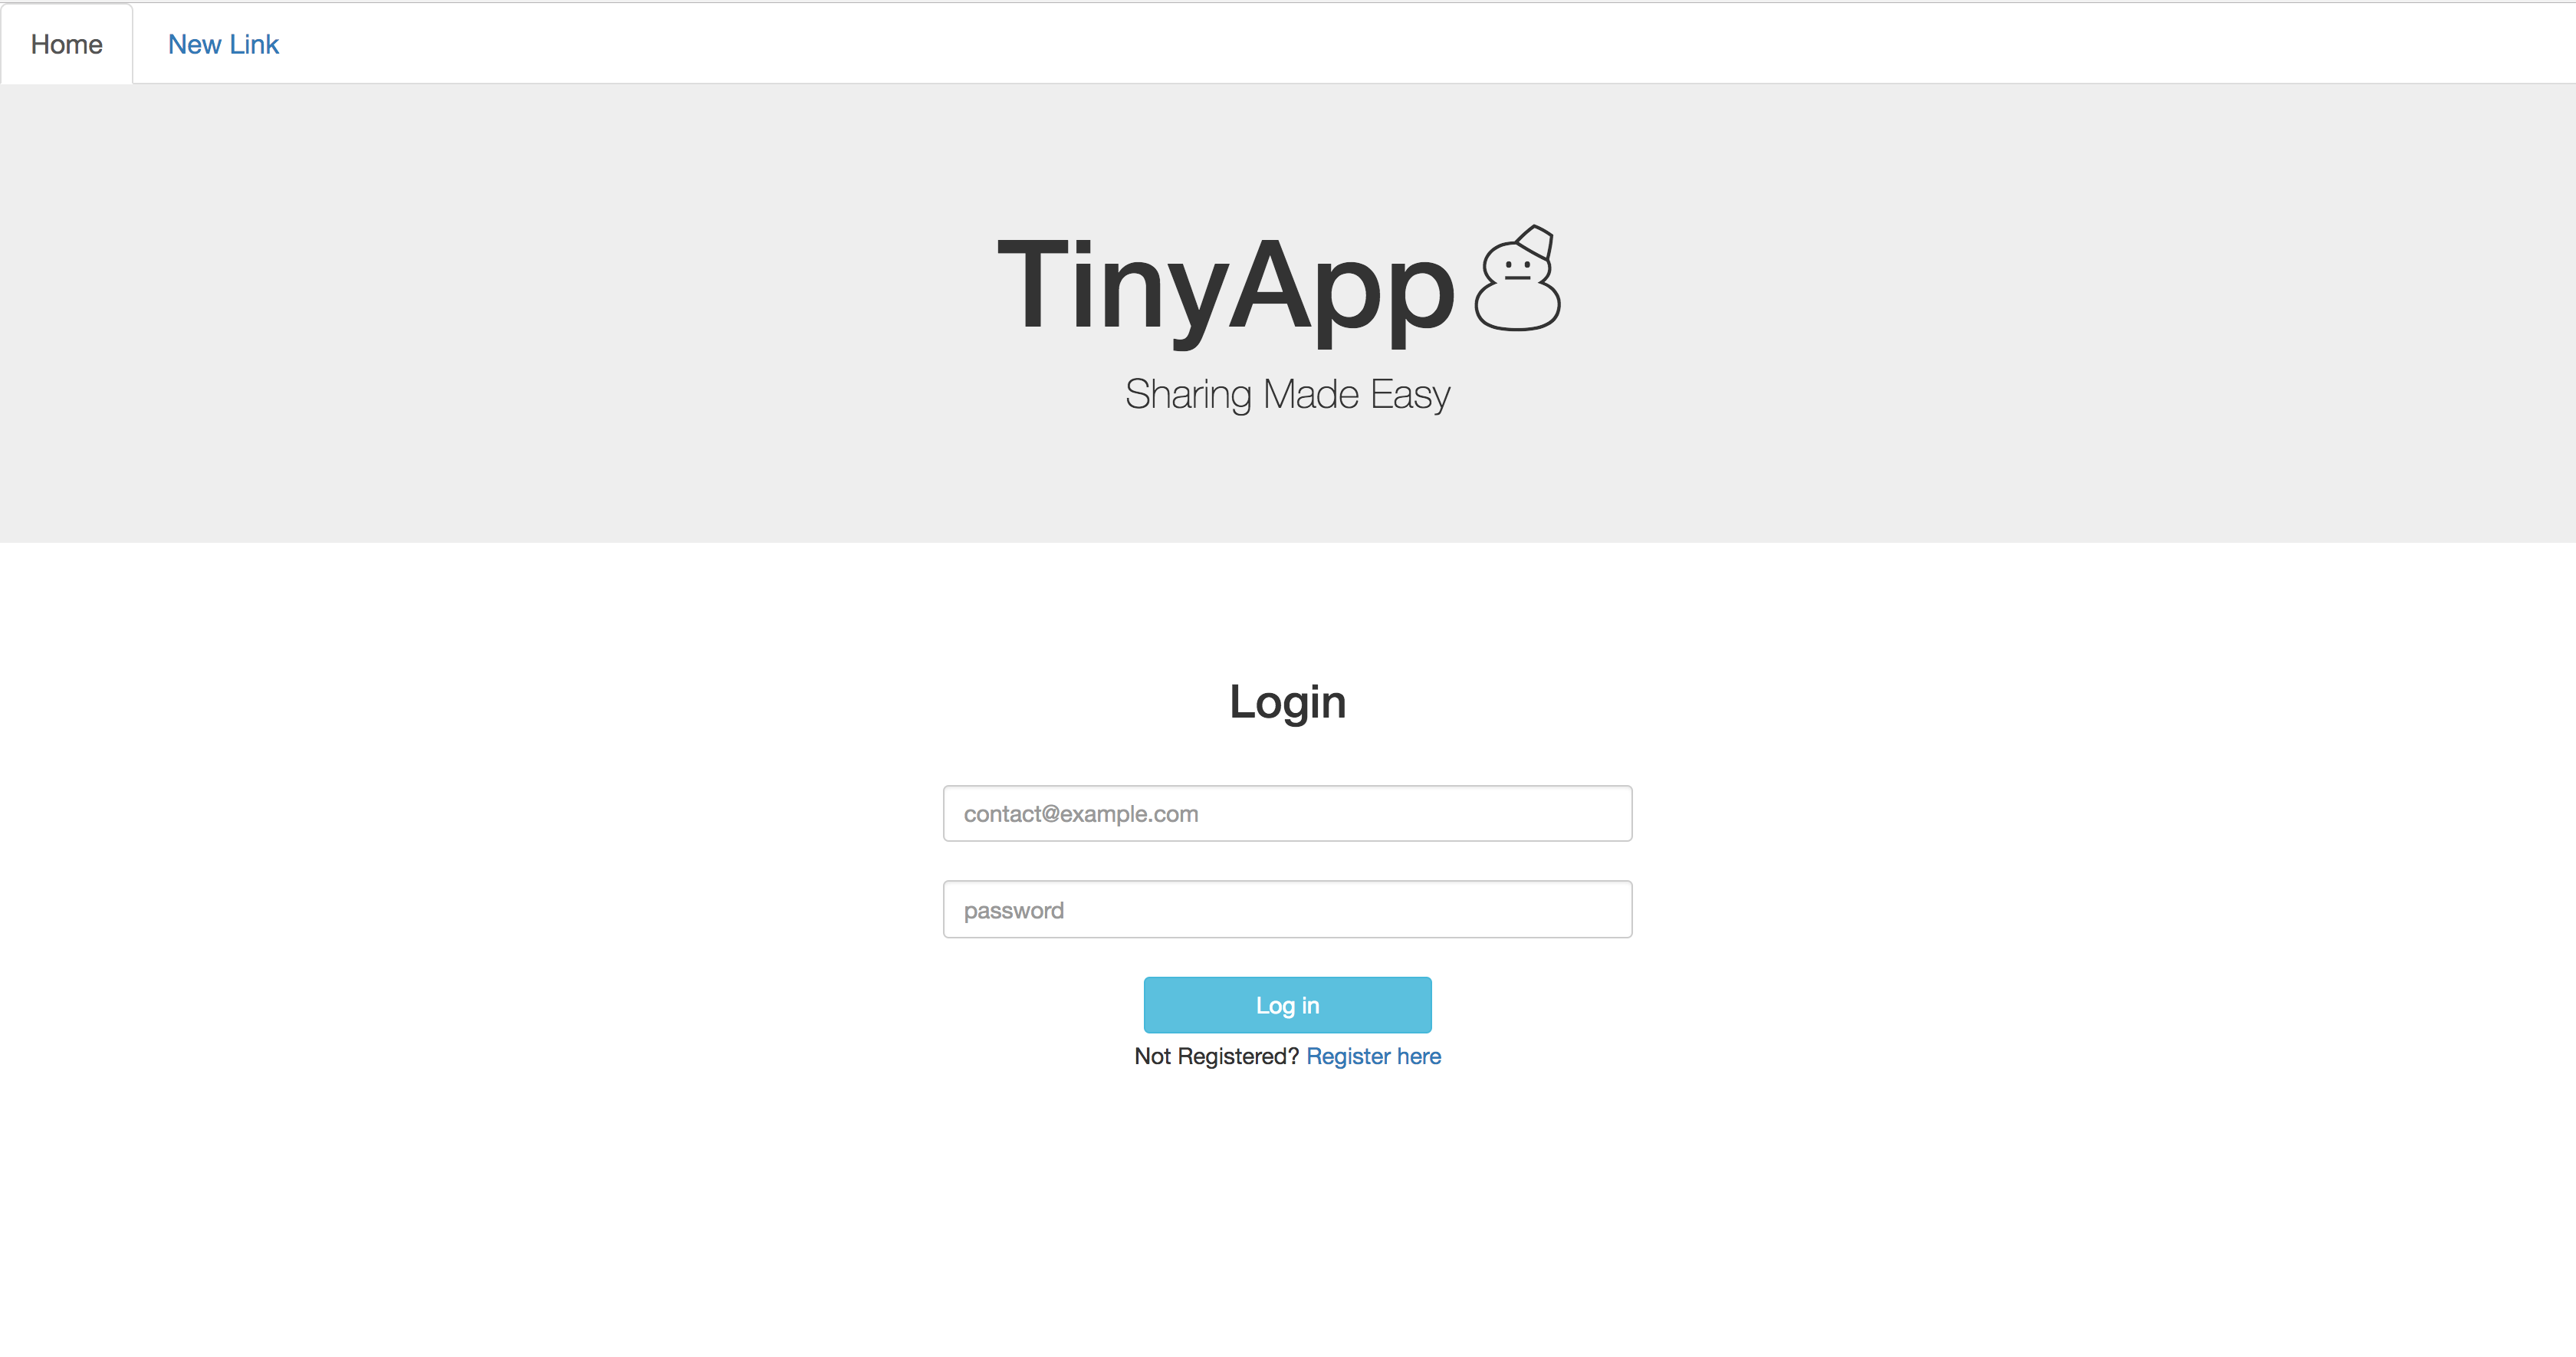 Home New Link
TinyApp
Sharing Made Easy
Login
contact@example.com
password
Log in
Not Registered? Register here